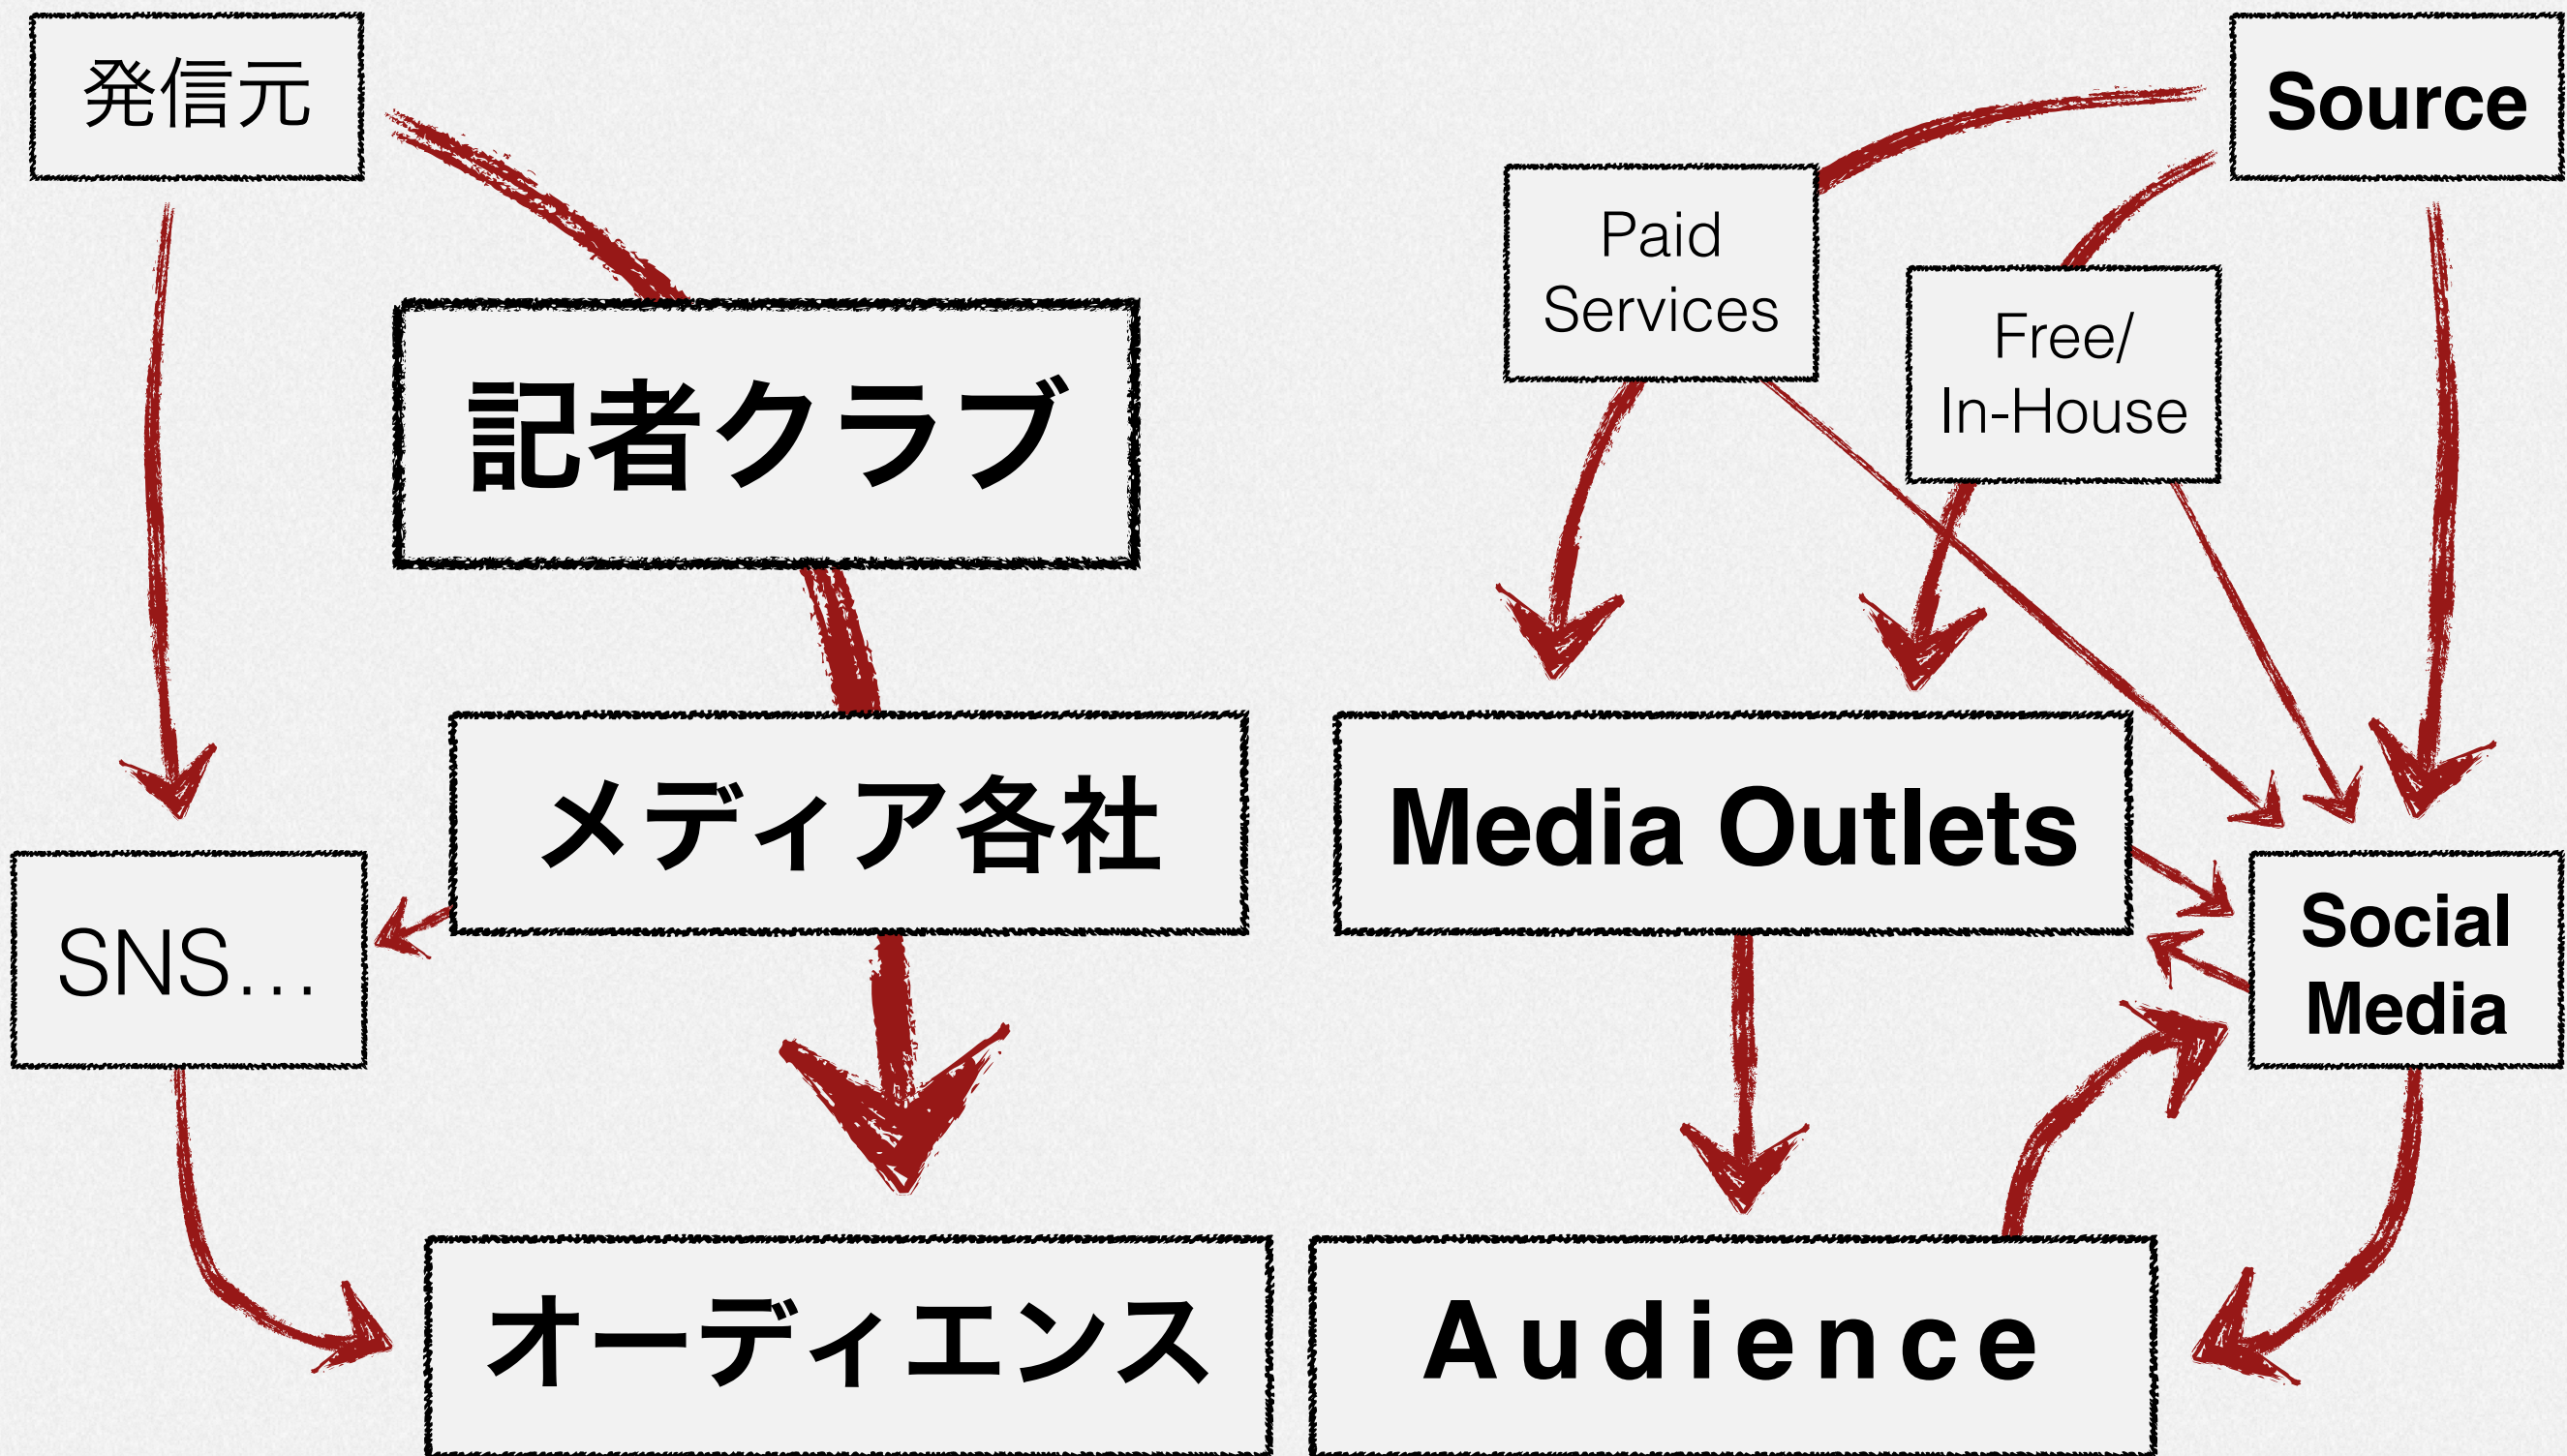 発信元
記者クラブ
メディア各社
SNS…
オーディエンス
Source
Paid
Services
Free/
In-House
Media Outlets
Social
Media
Audience